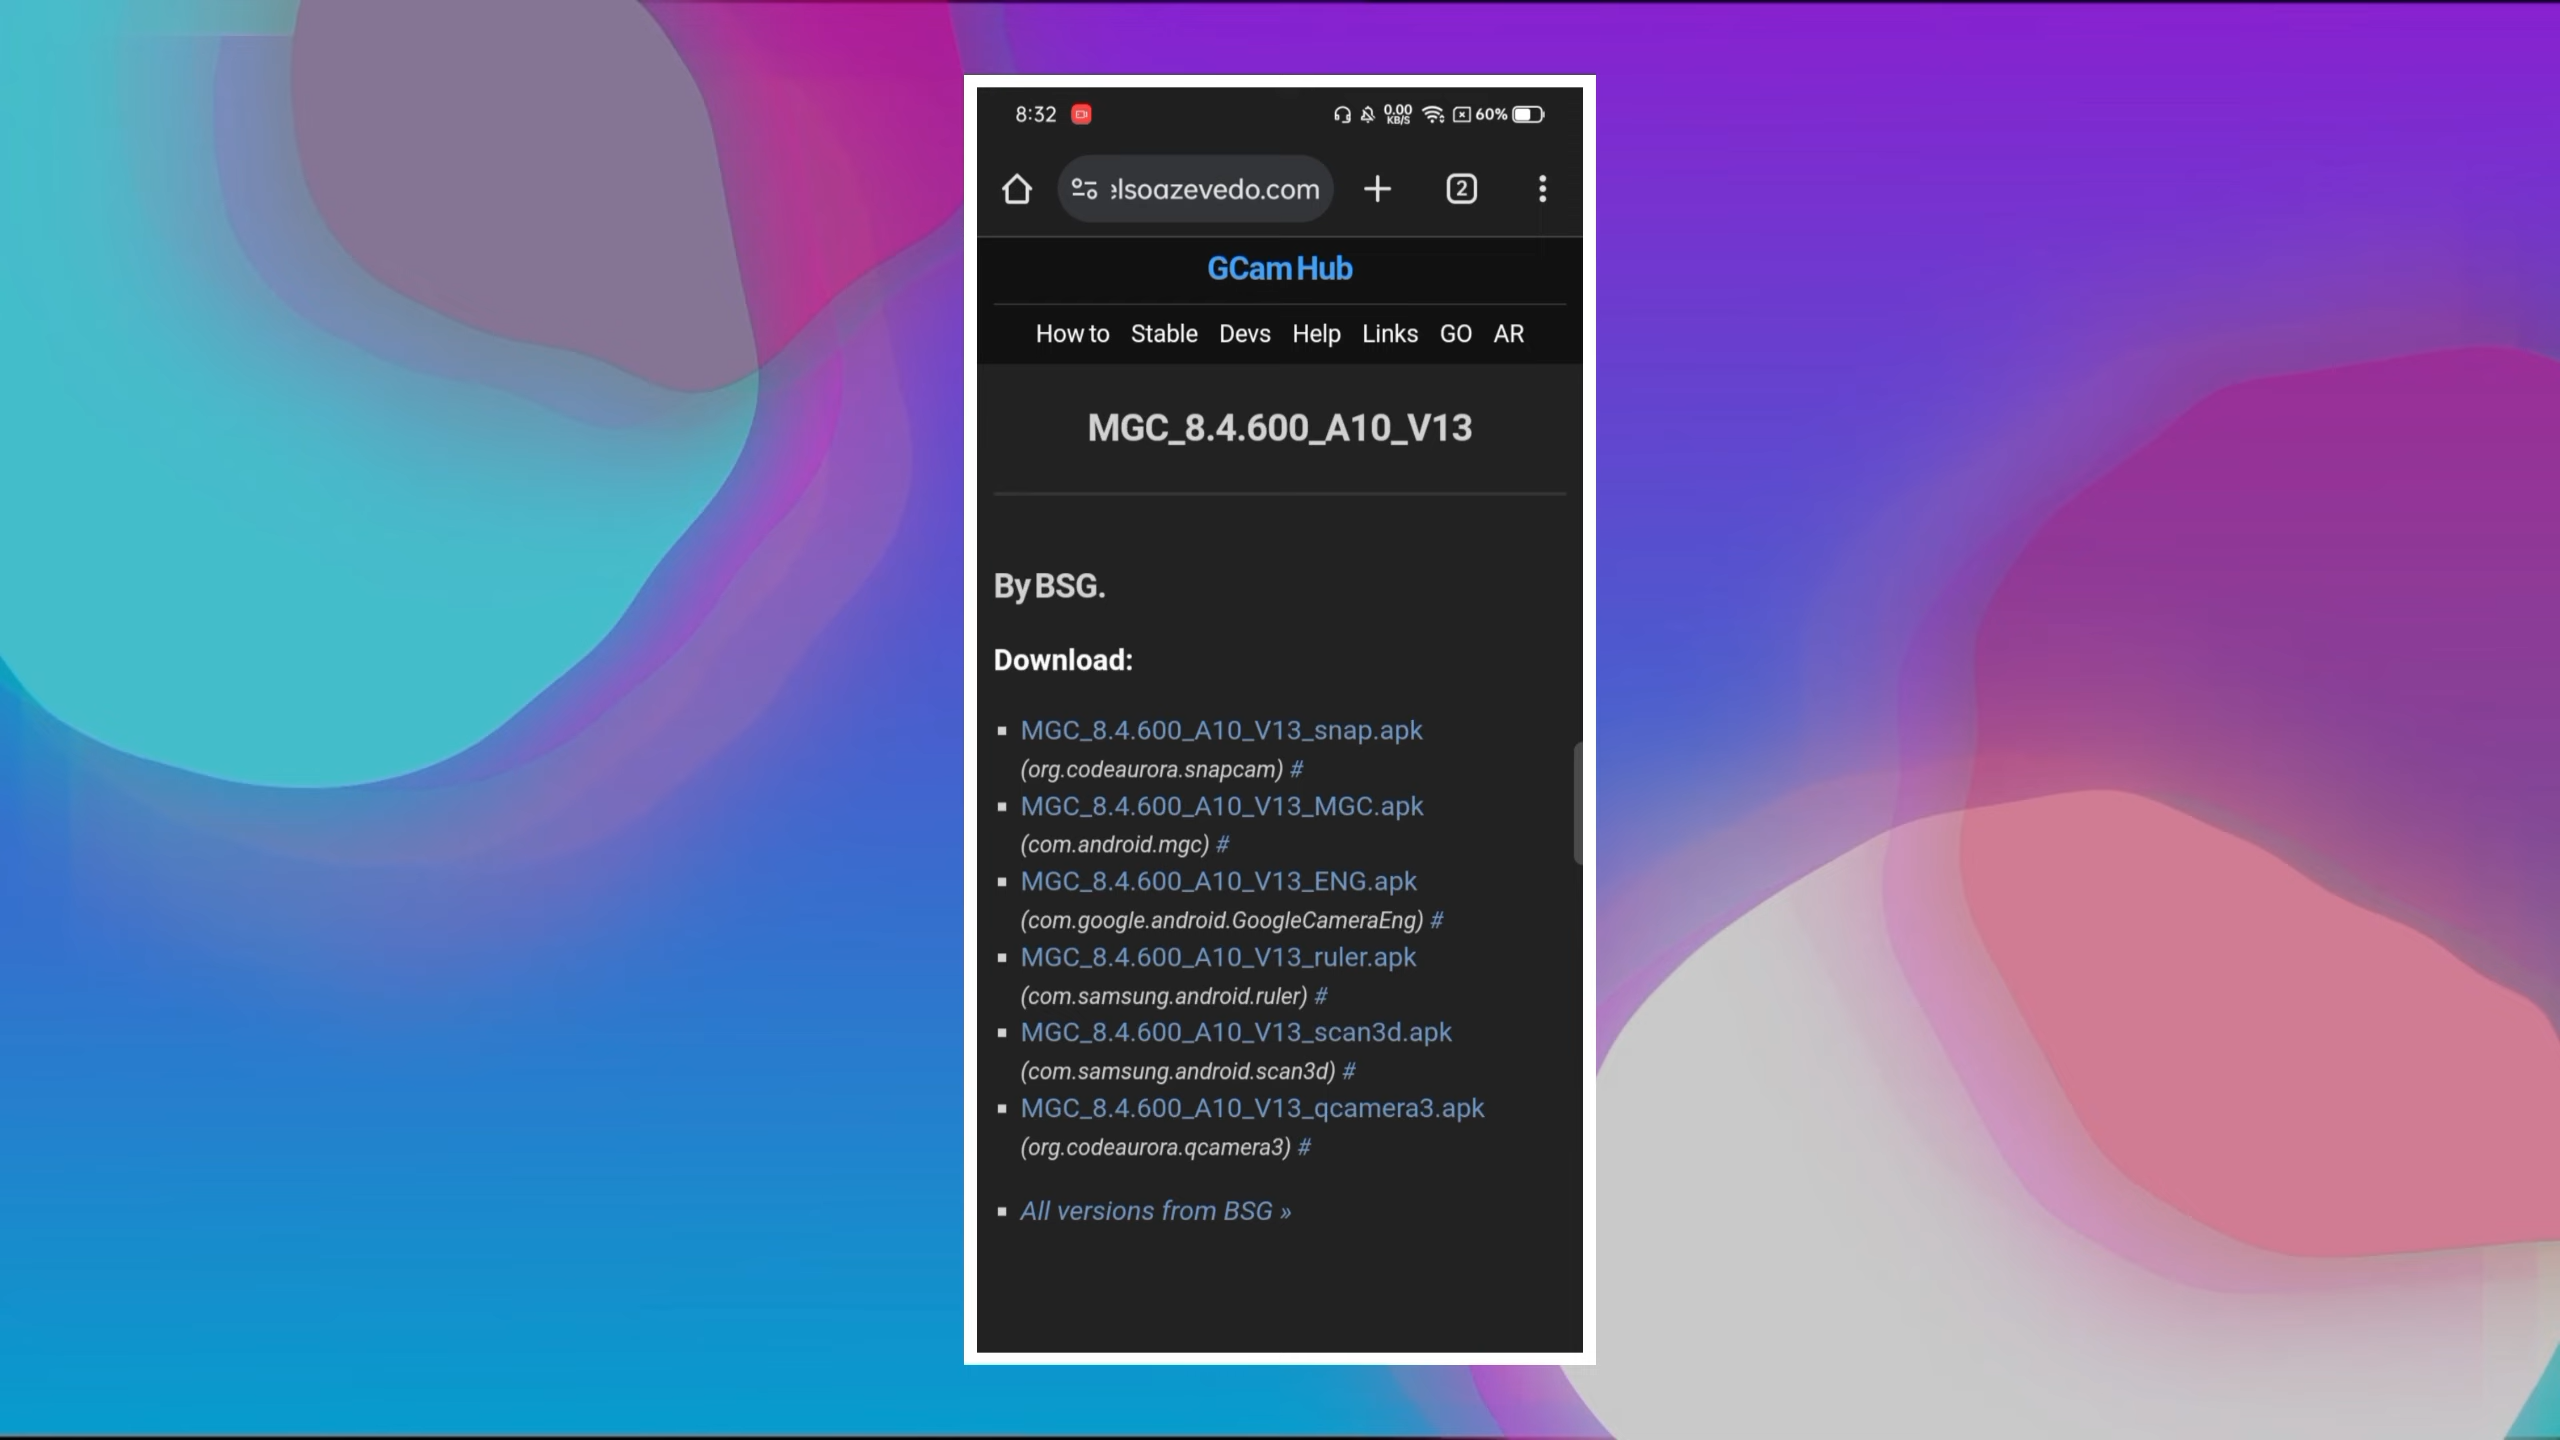 8:32 0.00 KB/S 60%
elsoazevedo.com 2
GCam Hub
How to Stable Devs Help Links GO AR
MGC_8.4.600_A10_V13
By BSG.
Download:
MGC_8.4.600_A10_V13_snap.apk
(org.codeaurora.snapcam) #
MGC_8.4.600_A10_V13_MGC.apk
(com.android.mgc) #
MGC_8.4.600_A10_V13_ENG.apk
(com.google.android.GoogleCameraEng) #
MGC_8.4.600_A10_V13_ruler.apk
(com.samsung.android.ruler) #
MGC_8.4.600_A10_V13_scan3d.apk
(com.samsung.android.scan3d) #
MGC_8.4.600_A10_V13_qcamera3.apk
(org.codeaurora.qcamera3) #
All versions from BSG »